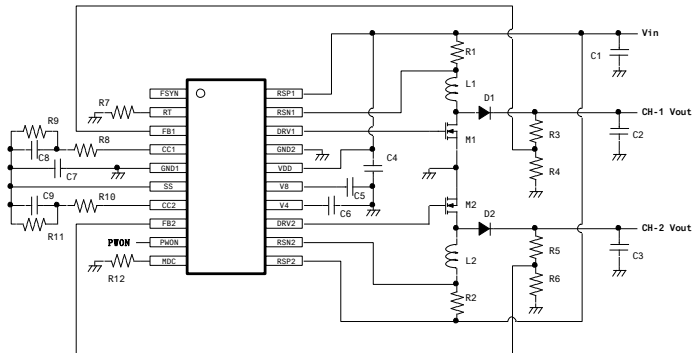 Vin
R1
C1
L1
FSYN
RSP1
D1
R7
RT
RSN1
CH-1 Vout
R9
FB1
DRV1
M1
R3
C2
R8
C8
CC1
GND2
C4
R4
C7
GND1
VDD
SS
V8
C5
C9
R10
CC2
V4
C6
M2
R11
FB2
DRV2
D2
CH-2 Vout
PWON
PWON
RSN2
R5
C3
L2
MDC
RSP2
R12
R6
R2